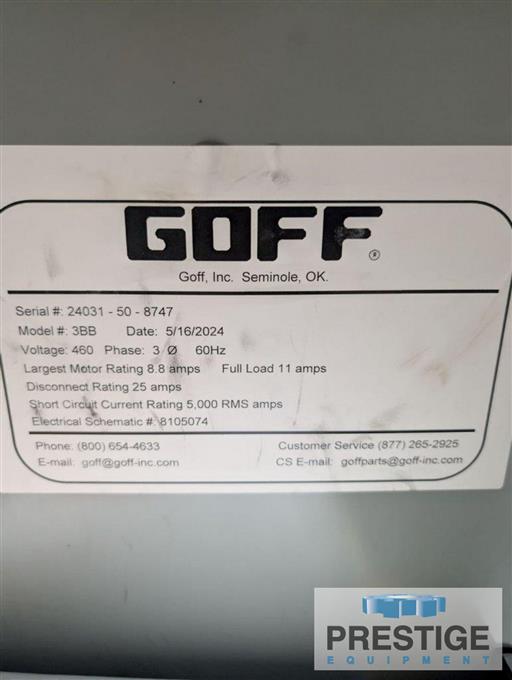 GOFF®
Goff, Inc. Seminole, OK.
Serial #: 24031 - 50 - 8747
Model #: 3BB Date: 5/16/2024
Voltage: 460 Phase: 3 Ø 60Hz
Largest Motor Rating 8.8 amps Full Load 11 amps
Disconnect Rating 25 amps
Short Circuit Current Rating 5,000 RMS amps
Electrical Schematic #: 8105074
Phone: (800) 654-4633 Customer Service (877) 265-2925
E-mail: goff@goff-inc.com CS E-mail: goffparts@goff-inc.com
PRESTIGE
EQUIPMENT